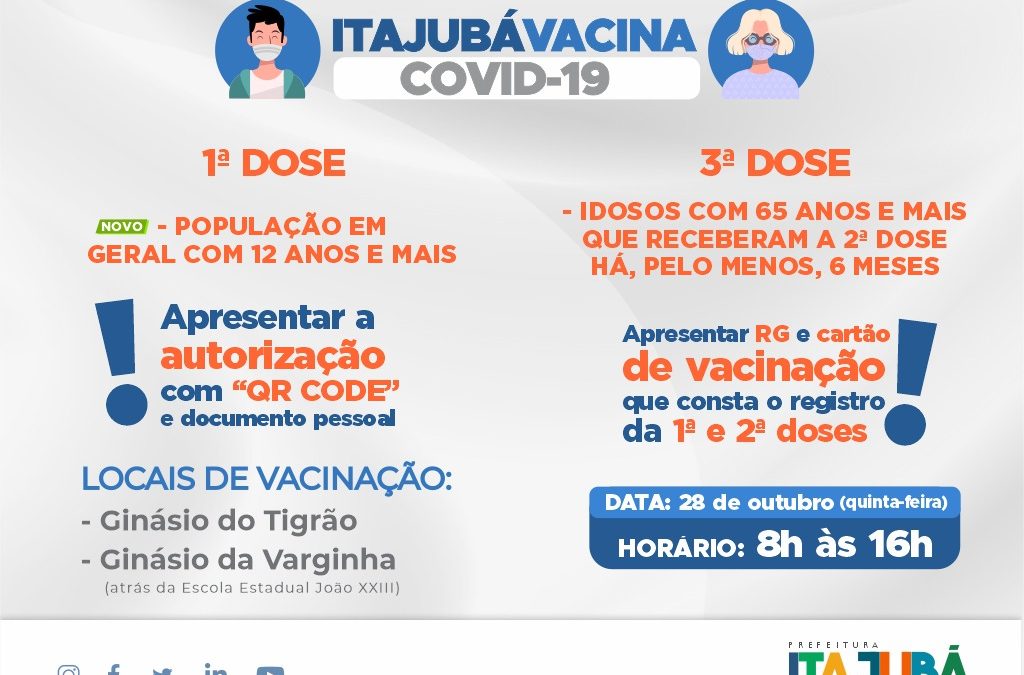 ITAJUBÁVACINA
COVID-19
1ª DOSE
NOVO - POPULAÇÃO EM
GERAL COM 12 ANOS E MAIS
Apresentar a
autorização
com “QR CODE”
e documento pessoal
LOCAIS DE VACINAÇÃO:
- Ginásio do Tigrão
- Ginásio da Varginha
(atrás da Escola Estadual João XXIII)
3ª DOSE
- IDOSOS COM 65 ANOS E MAIS
QUE RECEBERAM A 2ª DOSE
HÁ, PELO MENOS, 6 MESES
Apresentar RG e cartão
de vacinação
que consta o registro
da 1ª e 2ª doses
DATA: 28 de outubro (quinta-feira)
HORÁRIO: 8h às 16h
PREFEITURA
ITAJUBÁ